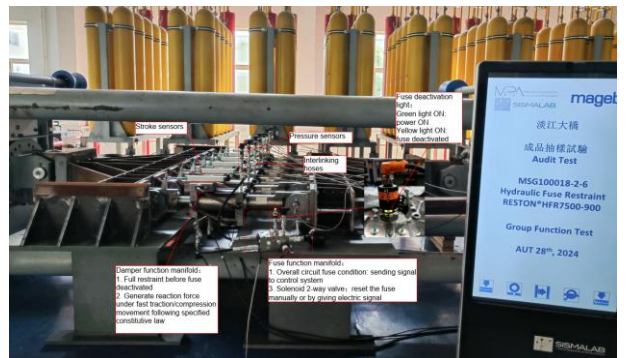 Stroke sensors
Pressure sensors
Interlinking
hoses
Fuse deactivation
light:
Green light ON:
power ON
Yellow light ON:
fuse deactivated
Damper function manifold:
1. Full restraint before fuse
deactivated
2. Generate reaction force
under fast traction/compression
movement following specified
constitutive law
Fuse function manifold:
1. Overall circuit fuse condition: sending signal
to control system
3. Solenoid 2-way valve: reset the fuse
manually or by giving electric signal
MPA
SISMALAB
mageb
淡江大橋
成品抽樣試驗
Audit Test
MSG100018-2-6
Hydraulic Fuse Restraint
RESTON®HFR7500-900
Group Function Test
AUT 28th, 2024
SISMALAB